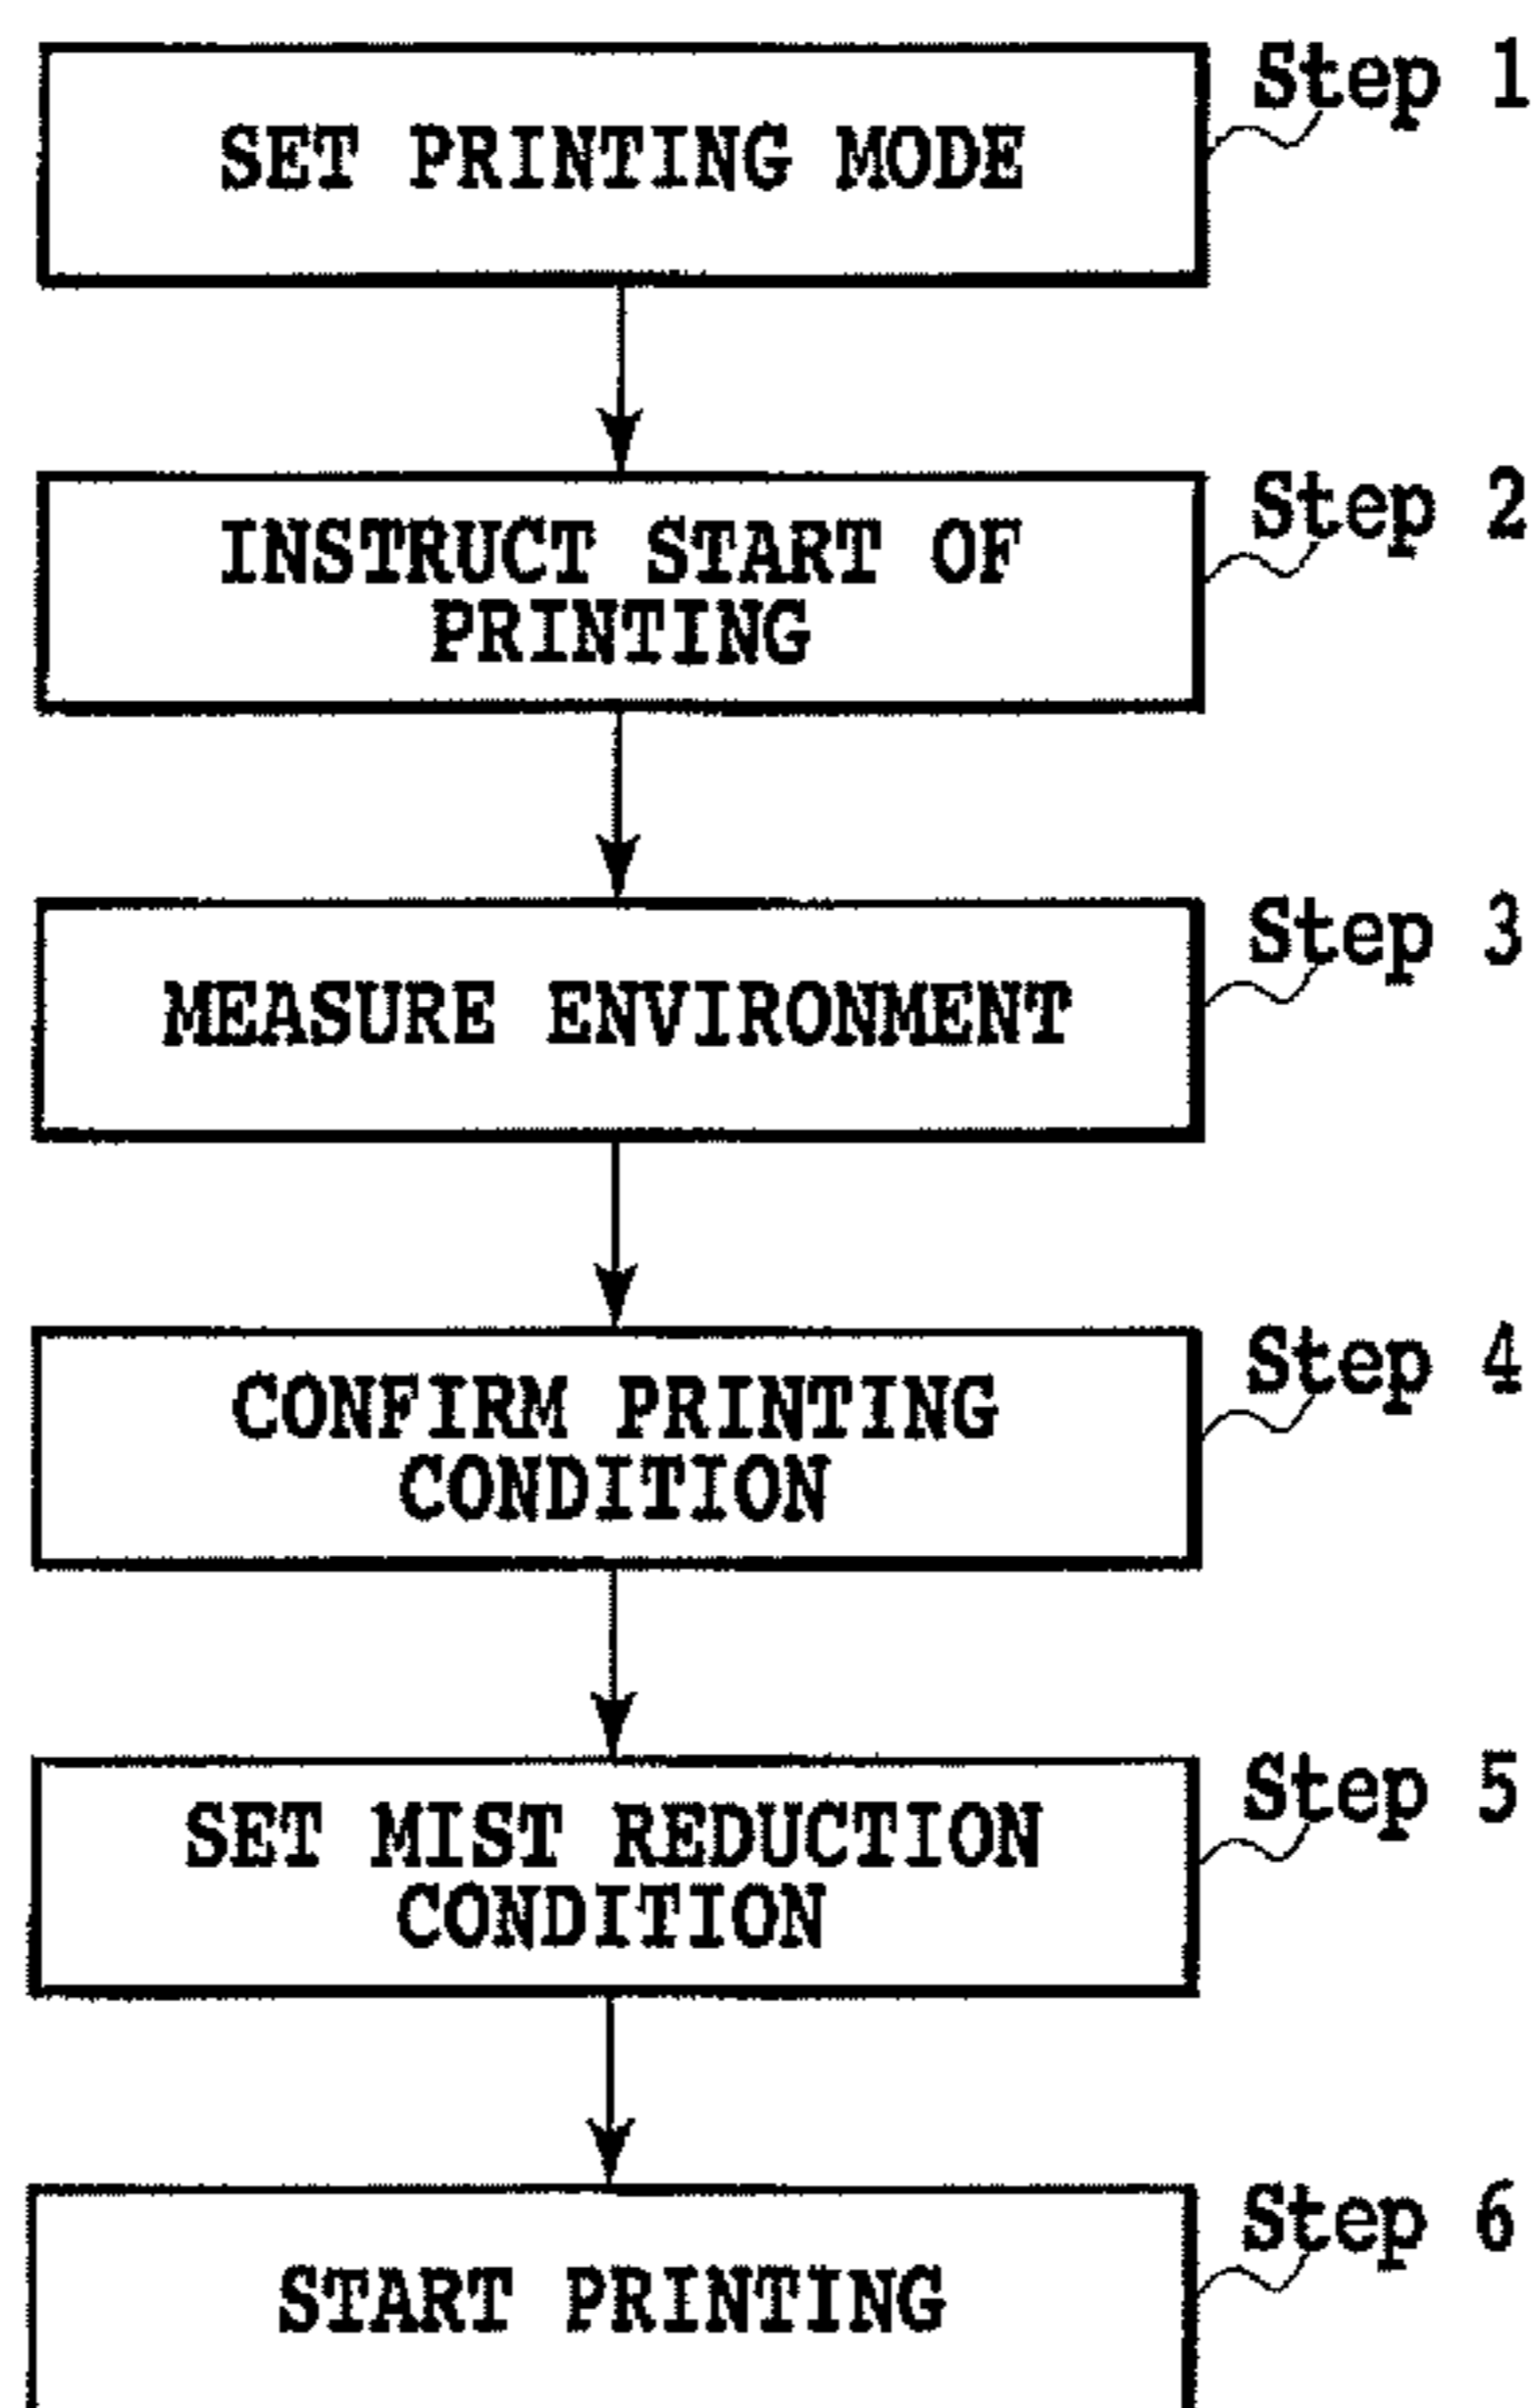 Step 1
SET PRINTING MODE
Step 2
INSTRUCT START OF
PRINTING
Step 3
MEASURE ENVIRONMENT
Step 4
CONFIRM PRINTING
CONDITION
Step 5
SET MIST REDUCTION
CONDITION
Step 6
START PRINTING